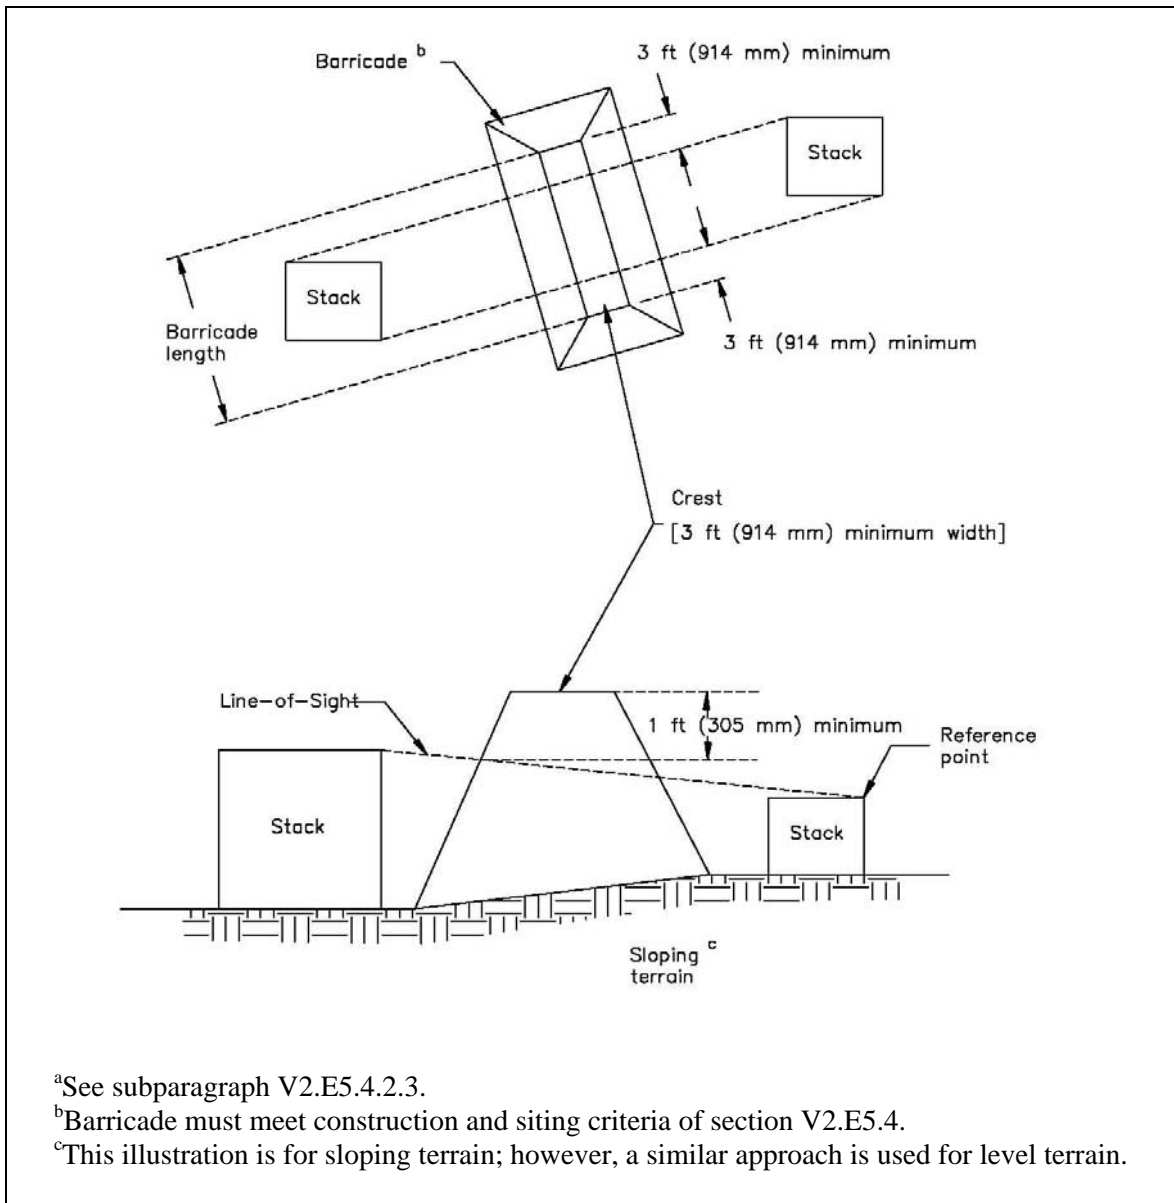 Barricade b
3 ft (914 mm) minimum
Stack
Stack
Barricade
length
3 ft (914 mm) minimum
Crest
[3 ft (914 mm) minimum width]
Line-of-Sight
1 ft (305 mm) minimum
Reference
point
Stack
Stack
Sloping c
terrain
aSee subparagraph V2.E5.4.2.3.
bBarricade must meet construction and siting criteria of section V2.E5.4.
cThis illustration is for sloping terrain; however, a similar approach is used for level terrain.